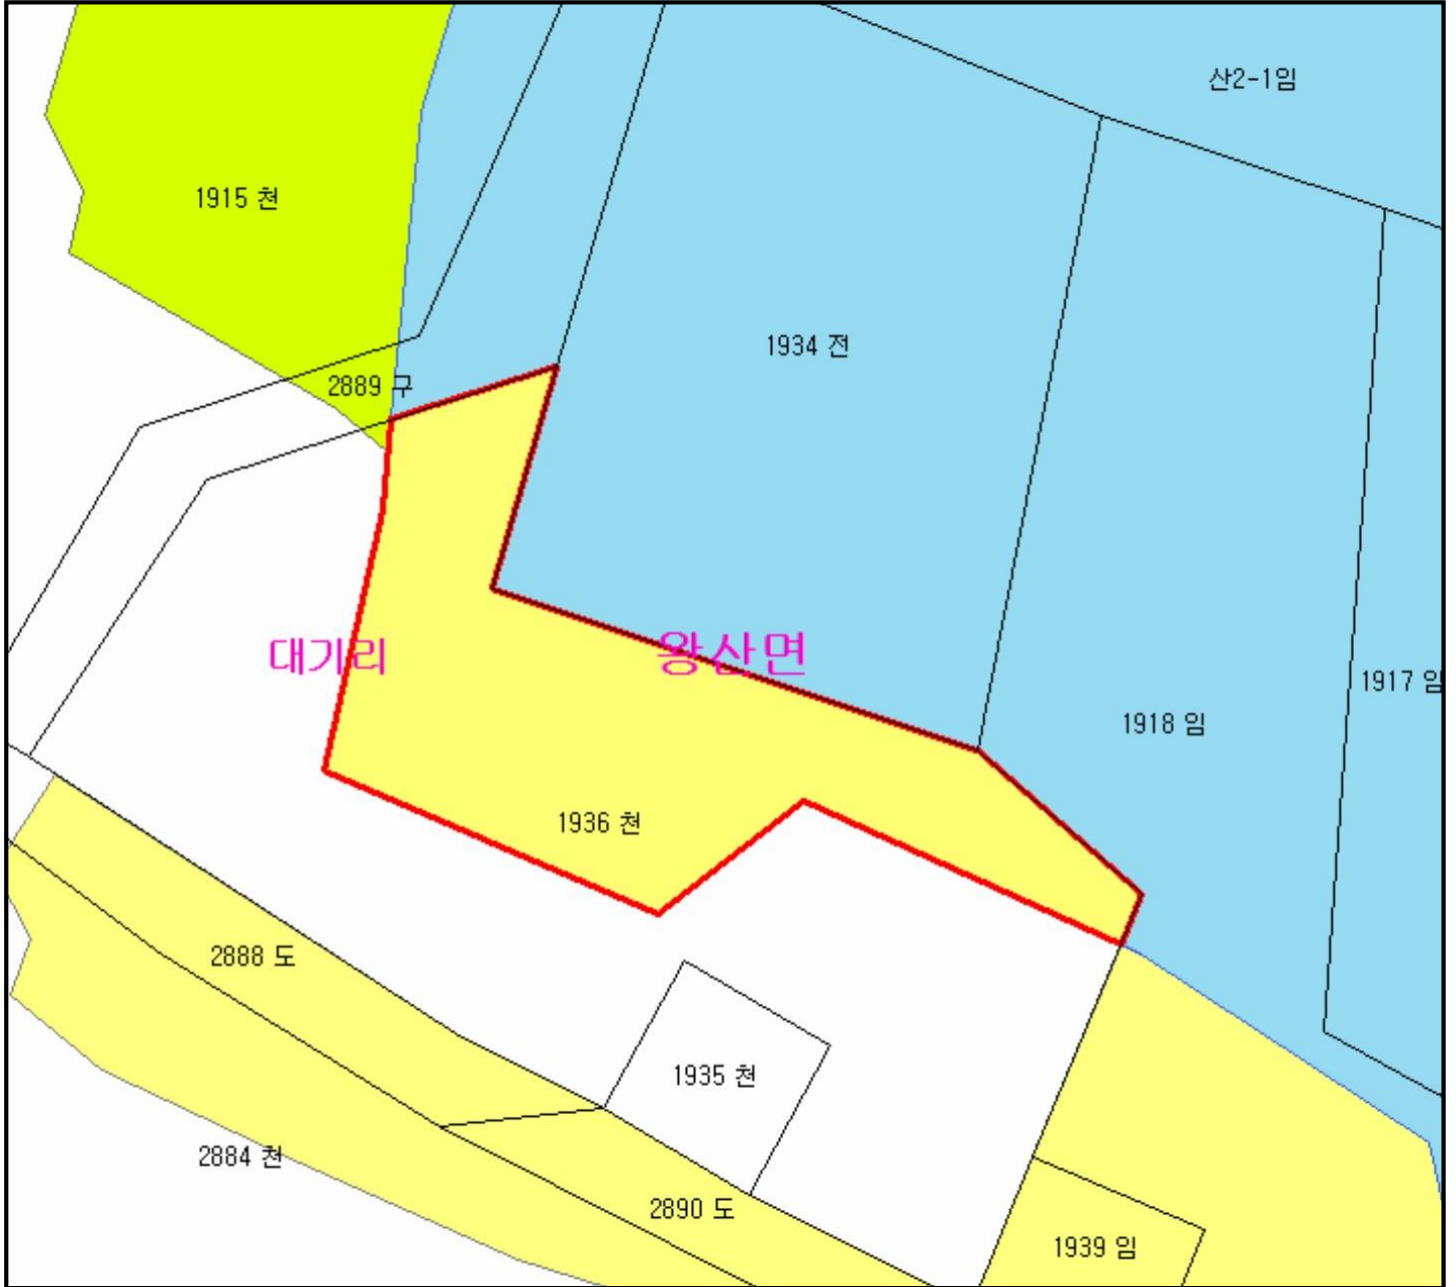 산2-1임
1915 천
1934 전
2889 구
대기리
왕산면
1917 임
1918 임
1936 천
2888 도
1935 천
2884 천
2890 도
1939 임